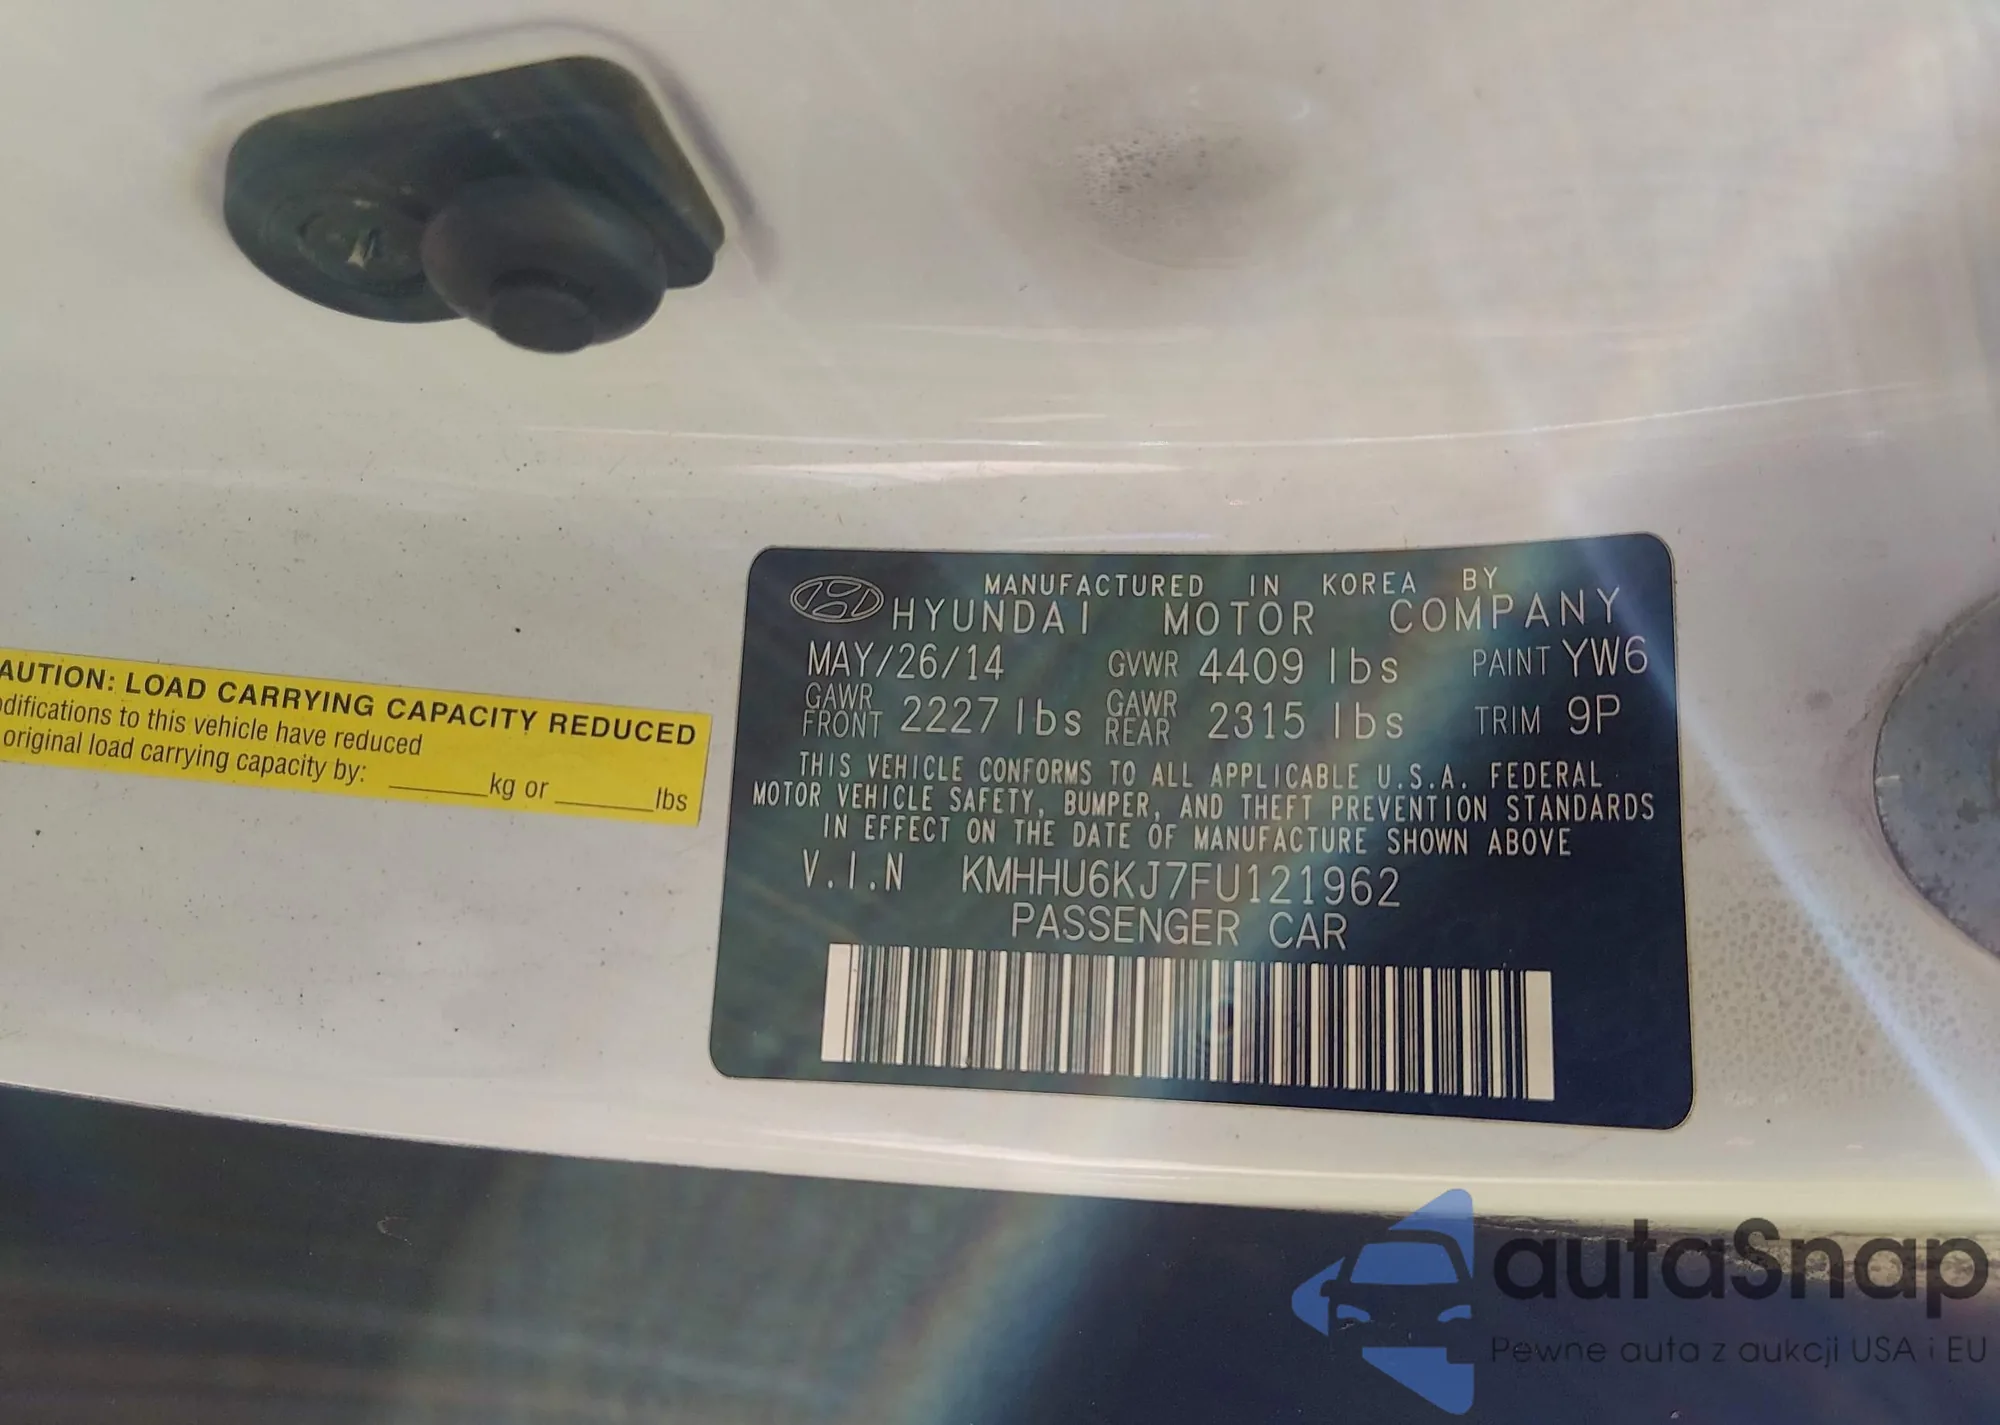 AUTION: LOAD CARRYING CAPACITY REDUCED
difications to this vehicle have reduced
original load carrying capacity by: ______ kg or ______ lbs
MANUFACTURED IN KOREA BY
HYUNDAI MOTOR COMPANY
MAY/26/14 GVWR 4409 lbs PAINT YW6
GAWR FRONT 2227 lbs GAWR REAR 2315 lbs TRIM 9P
THIS VEHICLE CONFORMS TO ALL APPLICABLE U.S.A. FEDERAL
MOTOR VEHICLE SAFETY, BUMPER, AND THEFT PREVENTION STANDARDS
IN EFFECT ON THE DATE OF MANUFACTURE SHOWN ABOVE
V.I.N KMHHU6KJ7FU121962
PASSENGER CAR
autaSnap
Pewne auta z aukcji USA i EU